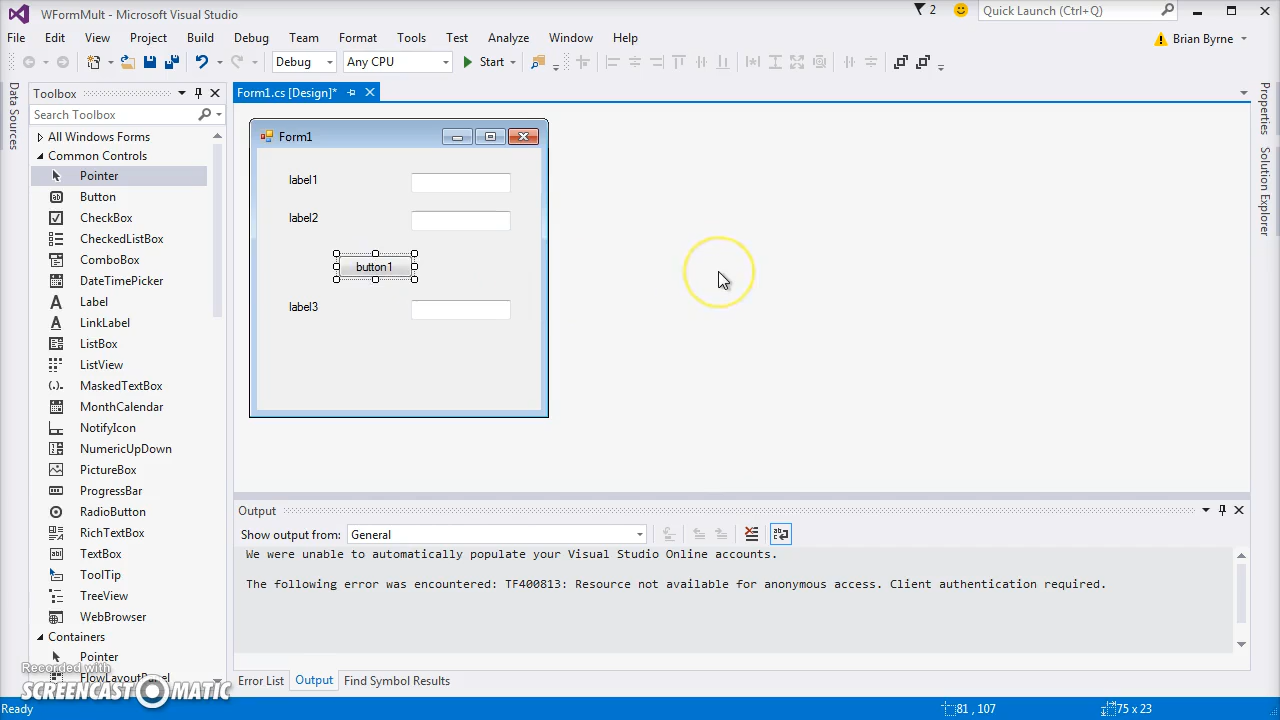 WFormMult - Microsoft Visual Studio
2
Quick Launch (Ctrl+Q)
File Edit View Project Build Debug Team Format Tools Test Analyze Window Help
Brian Byrne
Debug Any CPU Start
Data Sources
Toolbox
Search Toolbox
All Windows Forms
Common Controls
Pointer
Button
CheckBox
CheckedListBox
ComboBox
DateTimePicker
Label
LinkLabel
ListBox
ListView
MaskedTextBox
MonthCalendar
NotifyIcon
NumericUpDown
PictureBox
ProgressBar
RadioButton
RichTextBox
TextBox
ToolTip
TreeView
WebBrowser
Containers
Pointer
FlowLayoutPanel
Form1.cs [Design]*
Form1
label1
label2
button1
label3
Properties
Solution Explorer
Output
Show output from: General
We were unable to automatically populate your Visual Studio Online accounts.
The following error was encountered: TF400813: Resource not available for anonymous access. Client authentication required.
Error List Output Find Symbol Results
Recorded with
SCREENCAST-O-MATIC
Ready
81 , 107
75 x 23